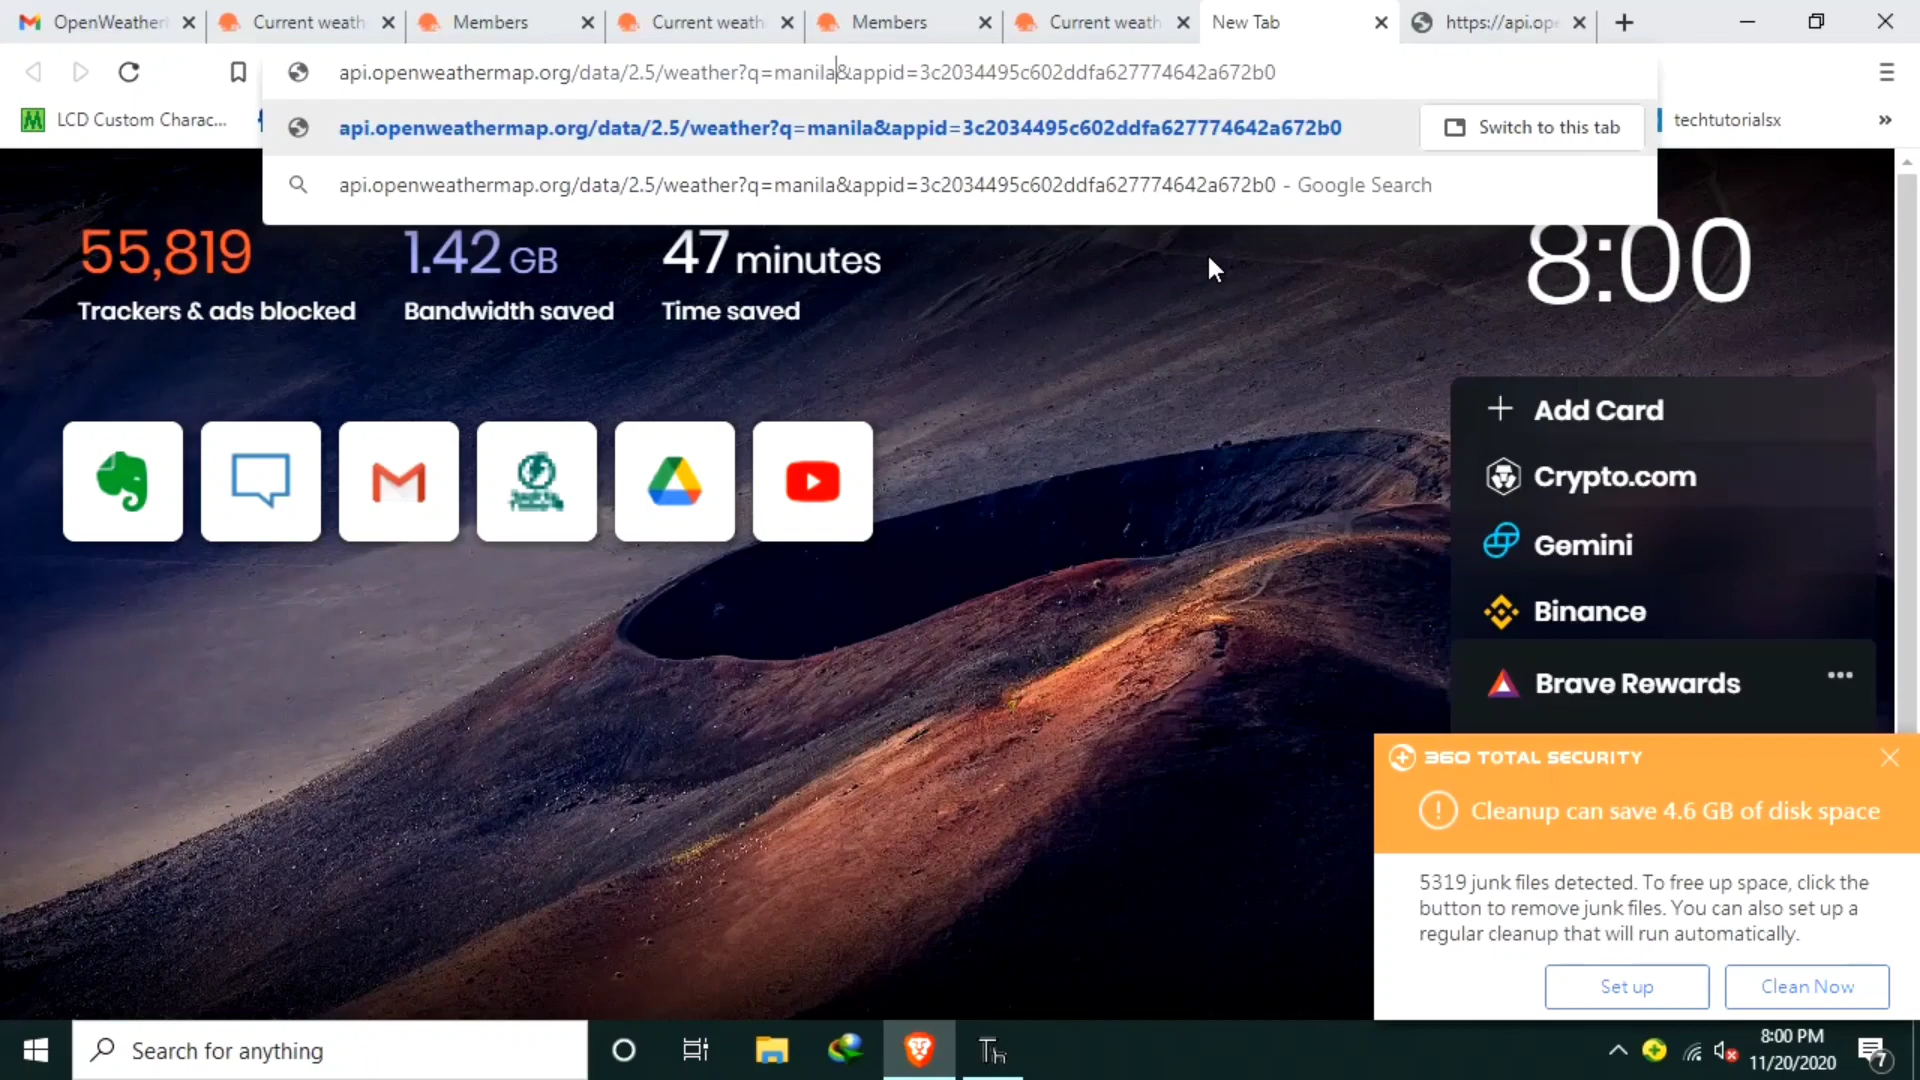 OpenWeather
Current weath
Members
Current weath
Members
Current weath
New Tab
https://api.op
api.openweathermap.org/data/2.5/weather?q=manila&appid=3c2034495c602ddfa627774642a672b0
LCD Custom Charac...
api.openweathermap.org/data/2.5/weather?q=manila&appid=3c2034495c602ddfa627774642a672b0
Switch to this tab
techtutorialsx
»
api.openweathermap.org/data/2.5/weather?q=manila&appid=3c2034495c602ddfa627774642a672b0 - Google Search
55,819
Trackers & ads blocked
1.42 GB
Bandwidth saved
47 minutes
Time saved
8:00
Add Card
Crypto.com
Gemini
Binance
Brave Rewards
360 TOTAL SECURITY
Cleanup can save 4.6 GB of disk space
5319 junk files detected. To free up space, click the
button to remove junk files. You can also set up a
regular cleanup that will run automatically.
Set up
Clean Now
Search for anything
Th
8:00 PM
11/20/2020
7